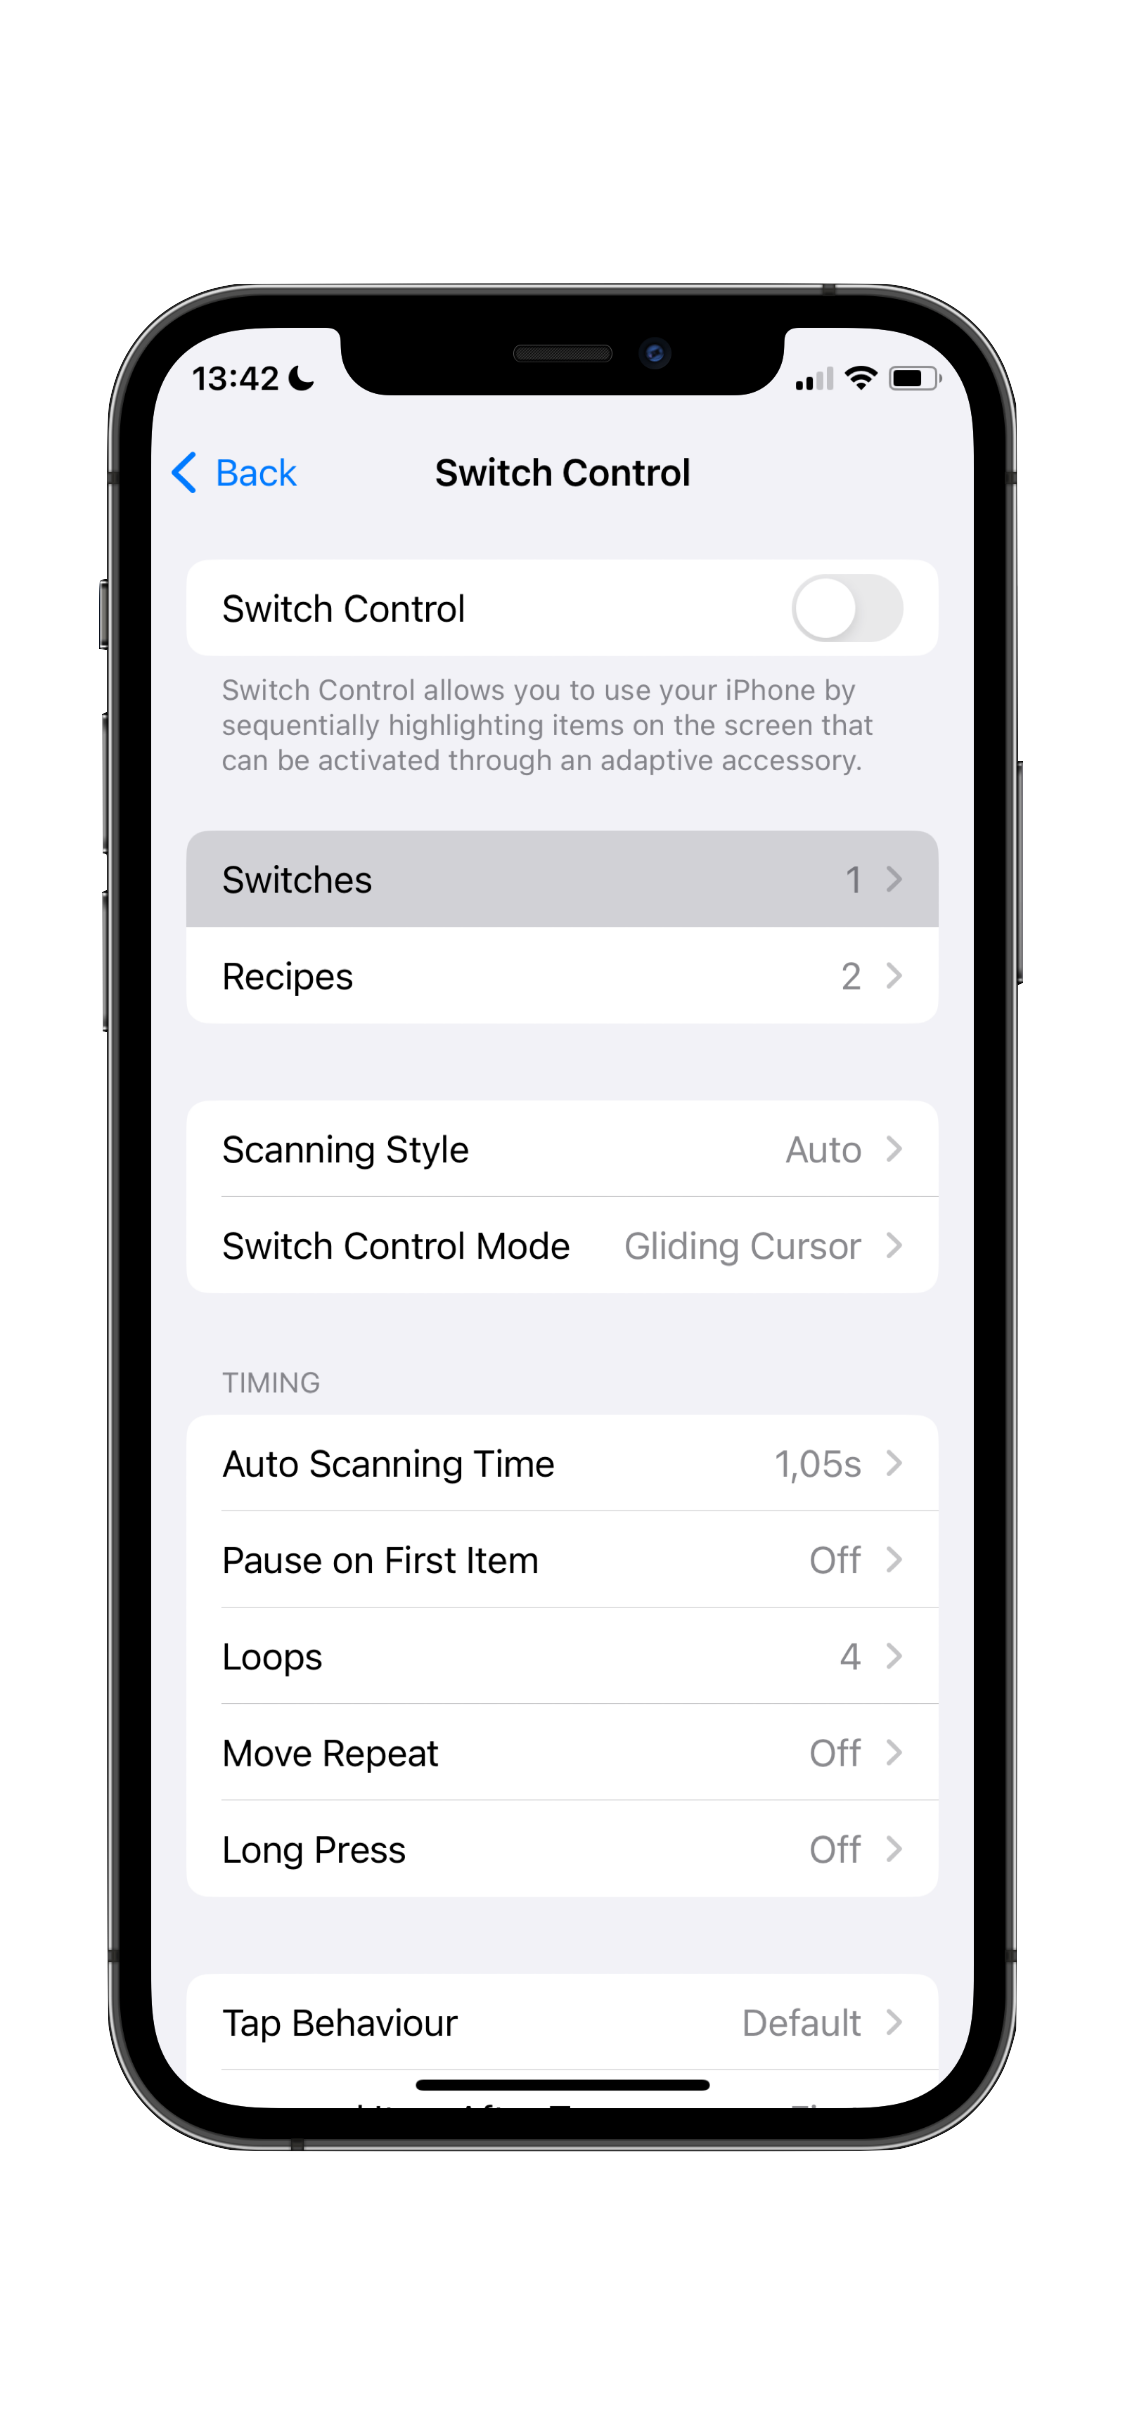 13:42
Back
Switch Control
Switch Control
Switch Control allows you to use your iPhone by
sequentially highlighting items on the screen that
can be activated through an adaptive accessory.
Switches 1
Recipes 2
Scanning Style Auto
Switch Control Mode Gliding Cursor
TIMING
Auto Scanning Time 1,05s
Pause on First Item Off
Loops 4
Move Repeat Off
Long Press Off
Tap Behaviour Default